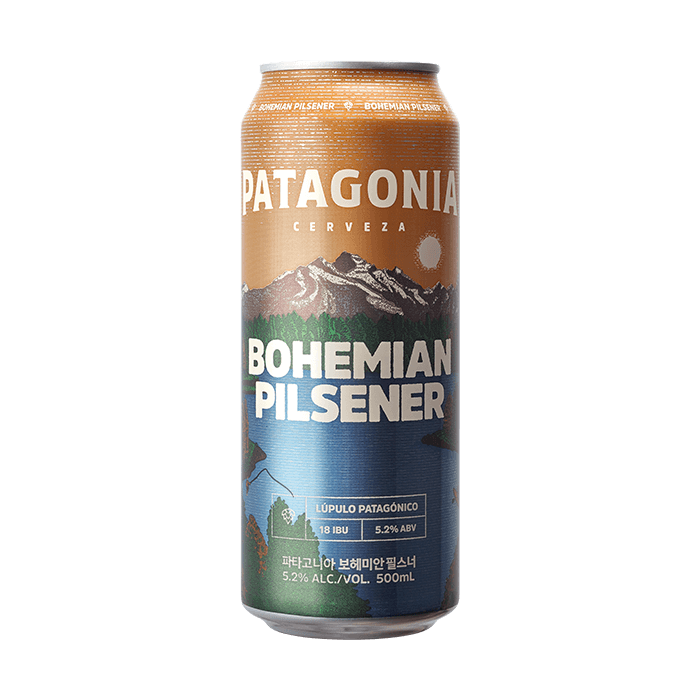 BOHEMIAN PILSENER BOHEMIAN PILSENER
PATAGONIA
CERVEZA
BOHEMIAN
PILSENER
LÚPULO PATAGÓNICO
18 IBU 5.2% ABV
파타고니아 보헤미안 필스너
5.2% ALC./VOL. 500mL